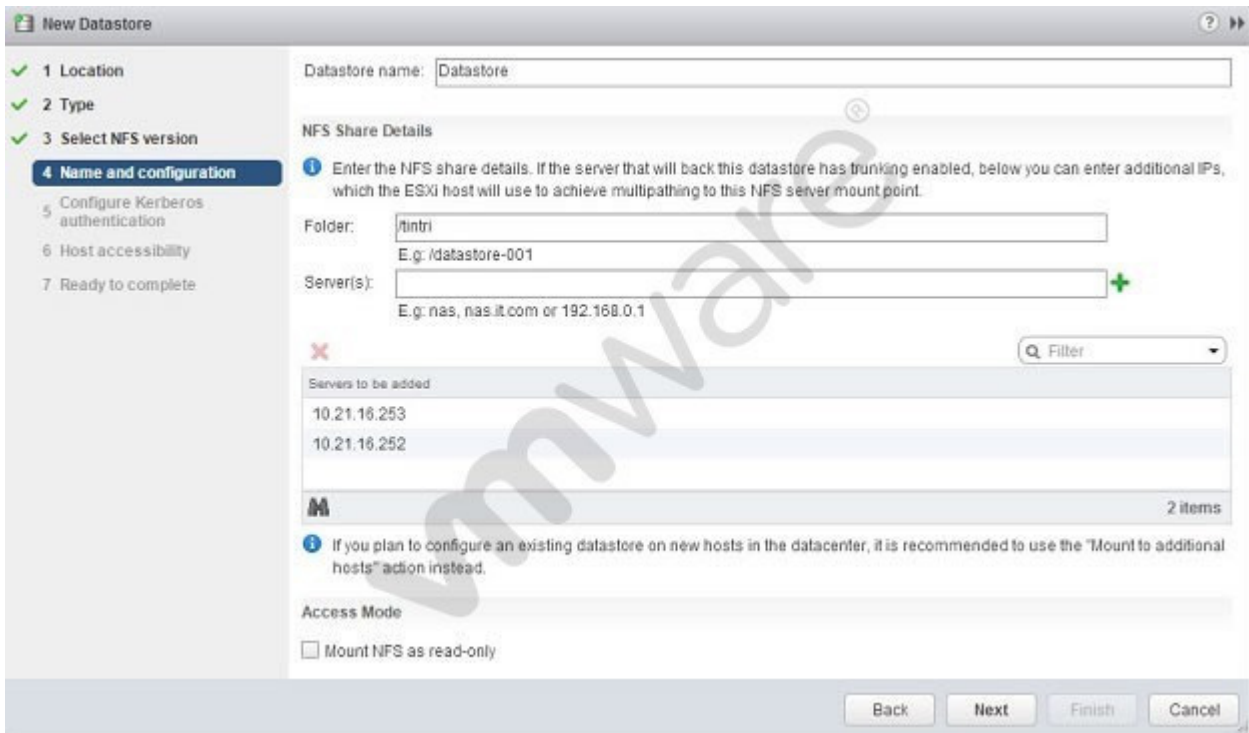 New Datastore
1 Location
2 Type
3 Select NFS version
4 Name and configuration
5 Configure Kerberos
authentication
6 Host accessibility
7 Ready to complete
Datastore name: Datastore
NFS Share Details
Enter the NFS share details. If the server that will back this datastore has trunking enabled, below you can enter additional IPs,
which the ESXi host will use to achieve multipathing to this NFS server mount point.
Folder: /tintri
E.g: /datastore-001
Server(s):
E.g: nas, nas.it.com or 192.168.0.1
Filter
Servers to be added
10.21.16.253
10.21.16.252
2 items
If you plan to configure an existing datastore on new hosts in the datacenter, it is recommended to use the "Mount to additional
hosts" action instead.
Access Mode
Mount NFS as read-only
Back Next Finish Cancel
vmware®